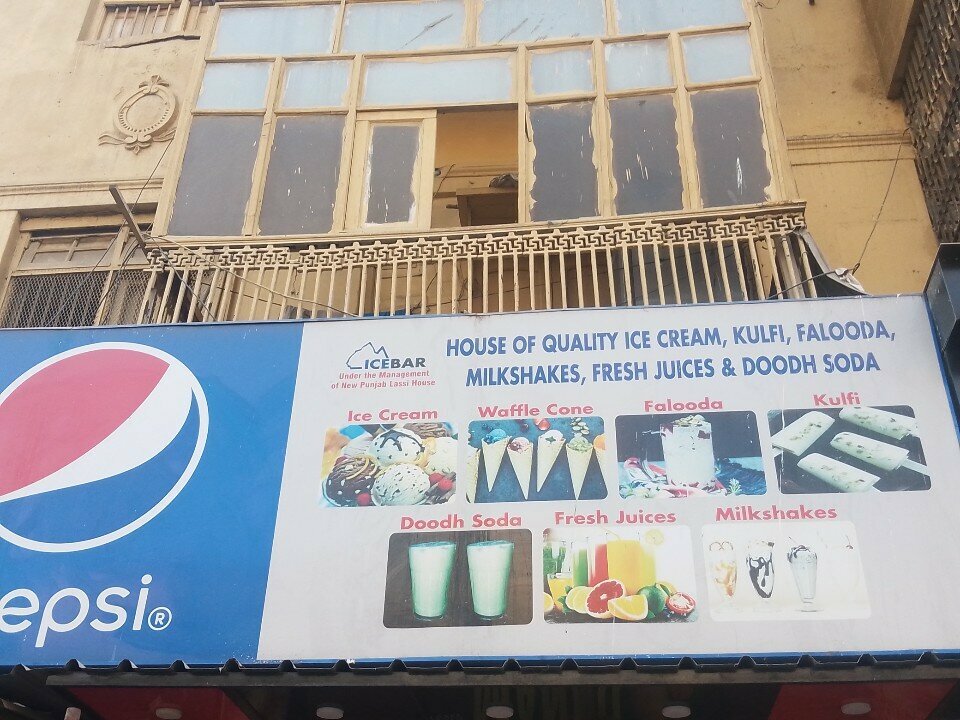 epsi®
ICEBAR
Under the Management
of New Punjab Lassi House
HOUSE OF QUALITY ICE CREAM, KULFI, FALOODA,
MILKSHAKES, FRESH JUICES & DOODH SODA
Ice Cream
Waffle Cone
Falooda
Kulfi
Doodh Soda
Fresh Juices
Milkshakes